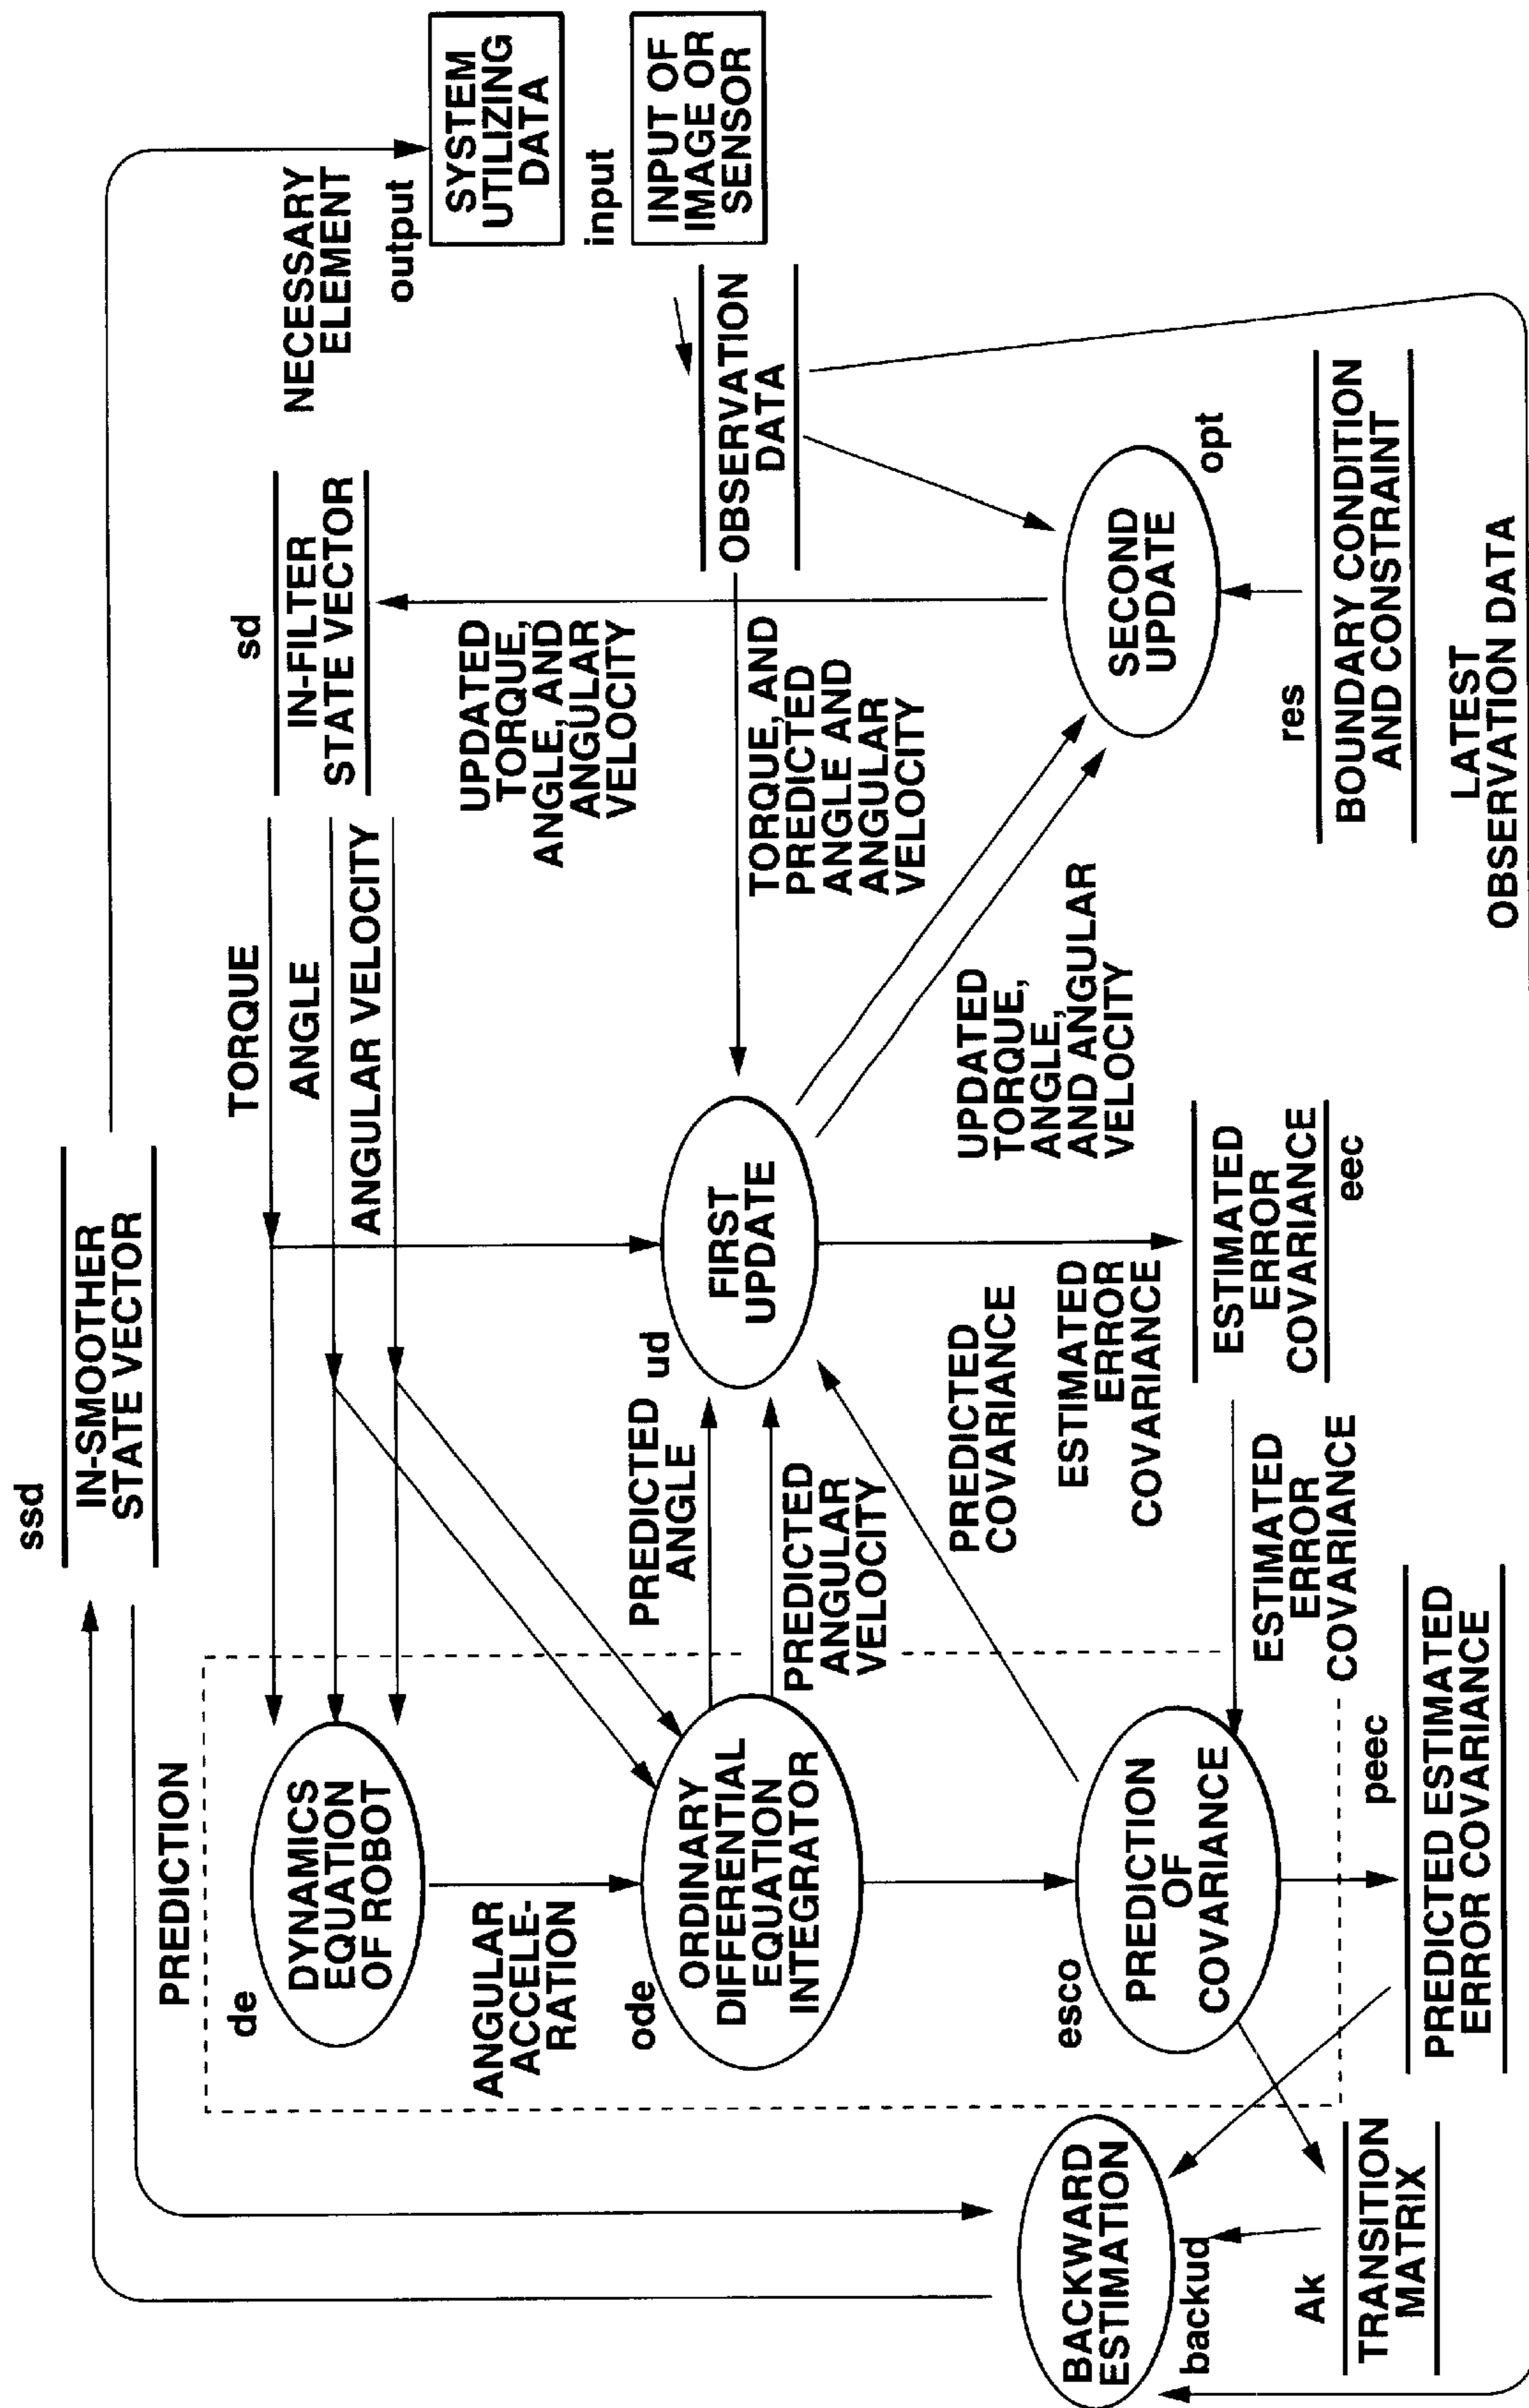 ssd
IN-SMOOTHER
STATE VECTOR
NECESSARY
ELEMENT
output
SYSTEM
UTILIZING
DATA
input
INPUT OF
IMAGE OR
SENSOR
PREDICTION
de
DYNAMICS
EQUATION
OF ROBOT
TORQUE
ANGLE
ANGULAR VELOCITY
sd
IN-FILTER
STATE VECTOR
ANGULAR
ACCELE-
RATION
UPDATED
TORQUE,
ANGLE, AND
ANGULAR
VELOCITY
ode
ORDINARY
DIFFERENTIAL
EQUATION
INTEGRATOR
PREDICTED
ANGLE
PREDICTED
ANGULAR
VELOCITY
ud
FIRST
UPDATE
TORQUE, AND
PREDICTED
ANGLE AND
ANGULAR
VELOCITY
OBSERVATION
DATA
PREDICTED
COVARIANCE
UPDATED
TORQUE,
ANGLE,
AND ANGULAR
VELOCITY
BACKWARD
ESTIMATION
backud
esco
PREDICTION
OF
COVARIANCE
ESTIMATED
ERROR
COVARIANCE
ESTIMATED
ERROR
COVARIANCE
eec
SECOND
UPDATE
opt
ESTIMATED
ERROR
COVARIANCE
res
BOUNDARY CONDITION
AND CONSTRAINT
Ak
TRANSITION
MATRIX
peec
PREDICTED ESTIMATED
ERROR COVARIANCE
LATEST
OBSERVATION DATA